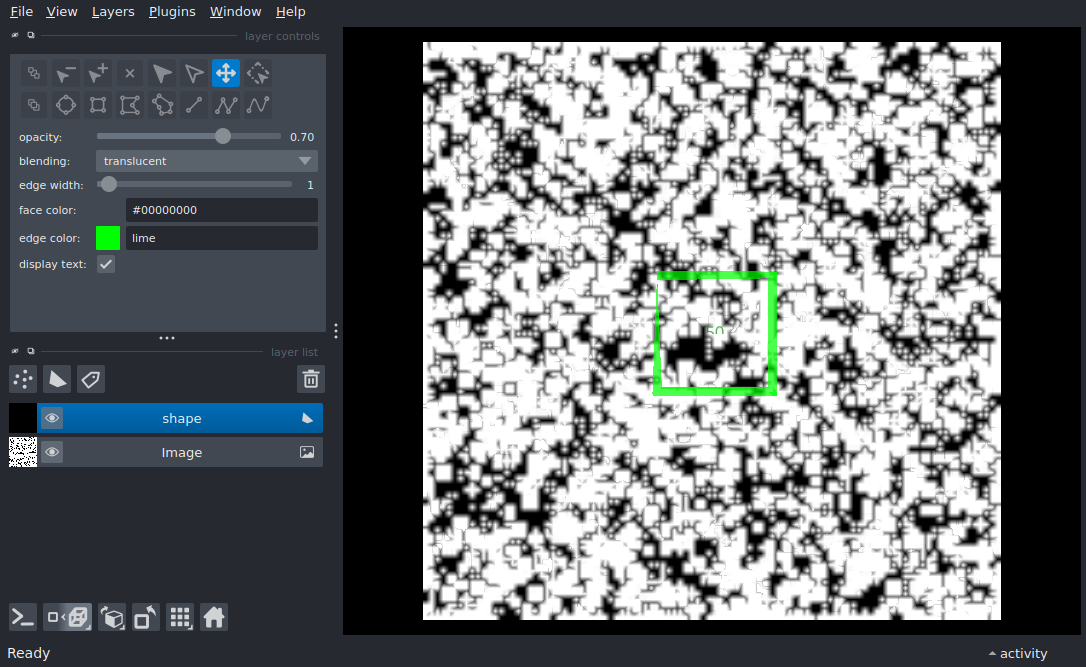 File View Layers Plugins Window Help
layer controls
opacity: 0.70
blending: translucent
edge width: 1
face color: #00000000
edge color: lime
display text:
layer list
shape
Image
Ready
activity